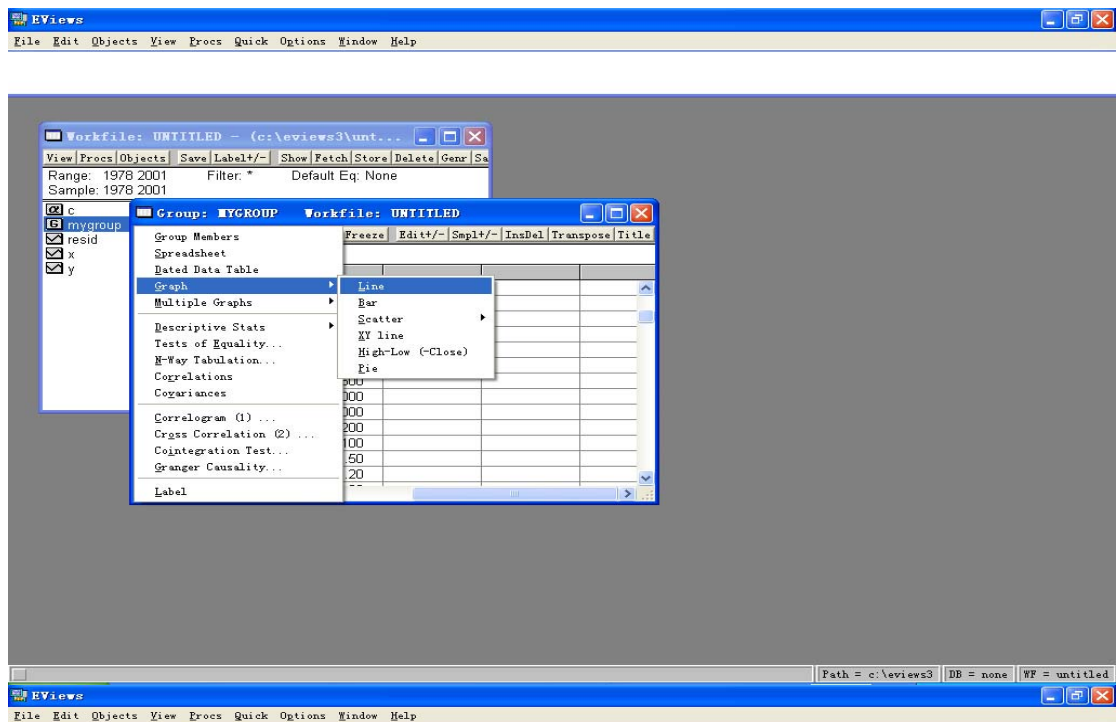 EViews
File Edit Objects View Procs Quick Options Window Help
Workfile: UNTITLED - (c:\eviews3\unt...
View Procs Objects Save Label+/- Show Fetch Store Delete Genr Sa
Range: 1978 2001 Filter: * Default Eq: None
Sample: 1978 2001
c
mygroup
resid
x
y
Group: MYGROUP Workfile: UNTITLED
Freeze Edit+/- Smpl+/- InsDel Transpose Title
Group Members
Spreadsheet
Dated Data Table
Graph
Multiple Graphs
Descriptive Stats
Tests of Equality...
N-Way Tabulation...
Correlations
Covariances
Correlogram (1) ...
Cross Correlation (2) ...
Cointegration Test...
Granger Causality...
Label
Line
Bar
Scatter
XY line
High-Low (-Close)
Pie
000
000
200
100
.50
.20
Path = c:\eviews3 DB = none WF = untitled
EViews
File Edit Objects View Procs Quick Options Window Help